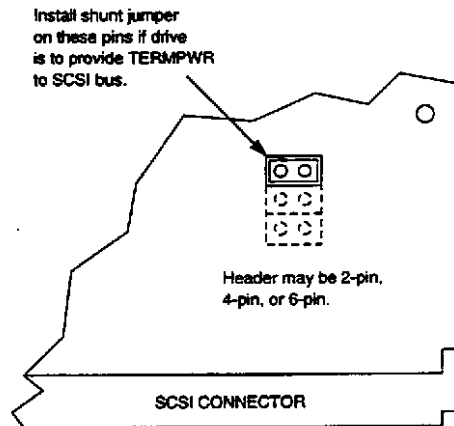 Install shunt jumper
on these pins if drive
is to provide TERMPWR
to SCSI bus.
Header may be 2-pin,
4-pin, or 6-pin.
SCSI CONNECTOR